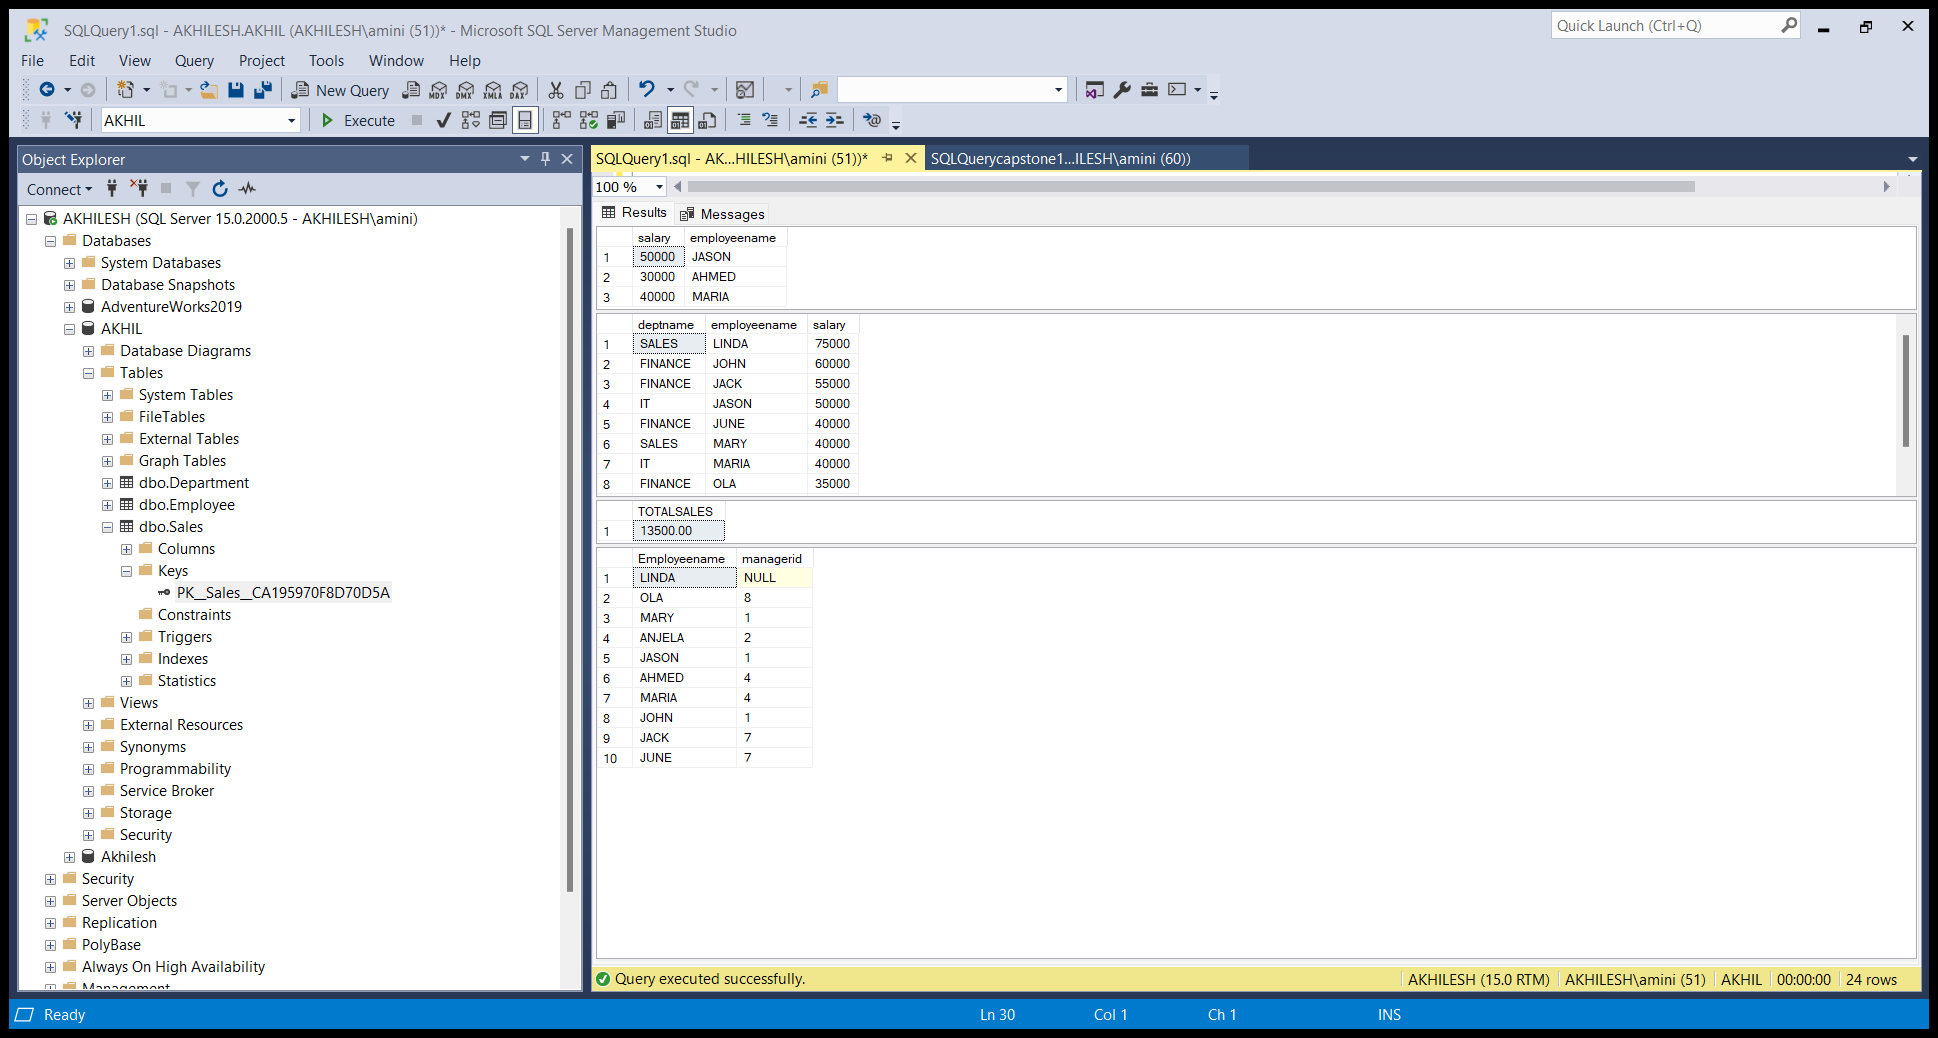 SQLQuery1.sql - AKHILESH.AKHIL (AKHILESH\amini (51))* - Microsoft SQL Server Management Studio
Quick Launch (Ctrl+Q)
File Edit View Query Project Tools Window Help
New Query MDX DMX XMLA DAX
AKHIL Execute
Object Explorer
Connect
AKHILESH (SQL Server 15.0.2000.5 - AKHILESH\amini)
Databases
System Databases
Database Snapshots
AdventureWorks2019
AKHIL
Database Diagrams
Tables
System Tables
FileTables
External Tables
Graph Tables
dbo.Department
dbo.Employee
dbo.Sales
Columns
Keys
PK__Sales__CA195970F8D70D5A
Constraints
Triggers
Indexes
Statistics
Views
External Resources
Synonyms
Programmability
Service Broker
Storage
Security
Akhilesh
Security
Server Objects
Replication
PolyBase
Always On High Availability
Management
SQLQuery1.sql - AK...HILESH\amini (51))* SQLQuerycapstone1...ILESH\amini (60))
100 %
Results Messages
salary employeename
1 50000 JASON
2 30000 AHMED
3 40000 MARIA
deptname employeename salary
1 SALES LINDA 75000
2 FINANCE JOHN 60000
3 FINANCE JACK 55000
4 IT JASON 50000
5 FINANCE JUNE 40000
6 SALES MARY 40000
7 IT MARIA 40000
8 FINANCE OLA 35000
TOTALSALES
1 13500.00
Employeename managerid
1 LINDA NULL
2 OLA 8
3 MARY 1
4 ANJELA 2
5 JASON 1
6 AHMED 4
7 MARIA 4
8 JOHN 1
9 JACK 7
10 JUNE 7
Query executed successfully. AKHILESH (15.0 RTM) AKHILESH\amini (51) AKHIL 00:00:00 24 rows
Ready Ln 30 Col 1 Ch 1 INS